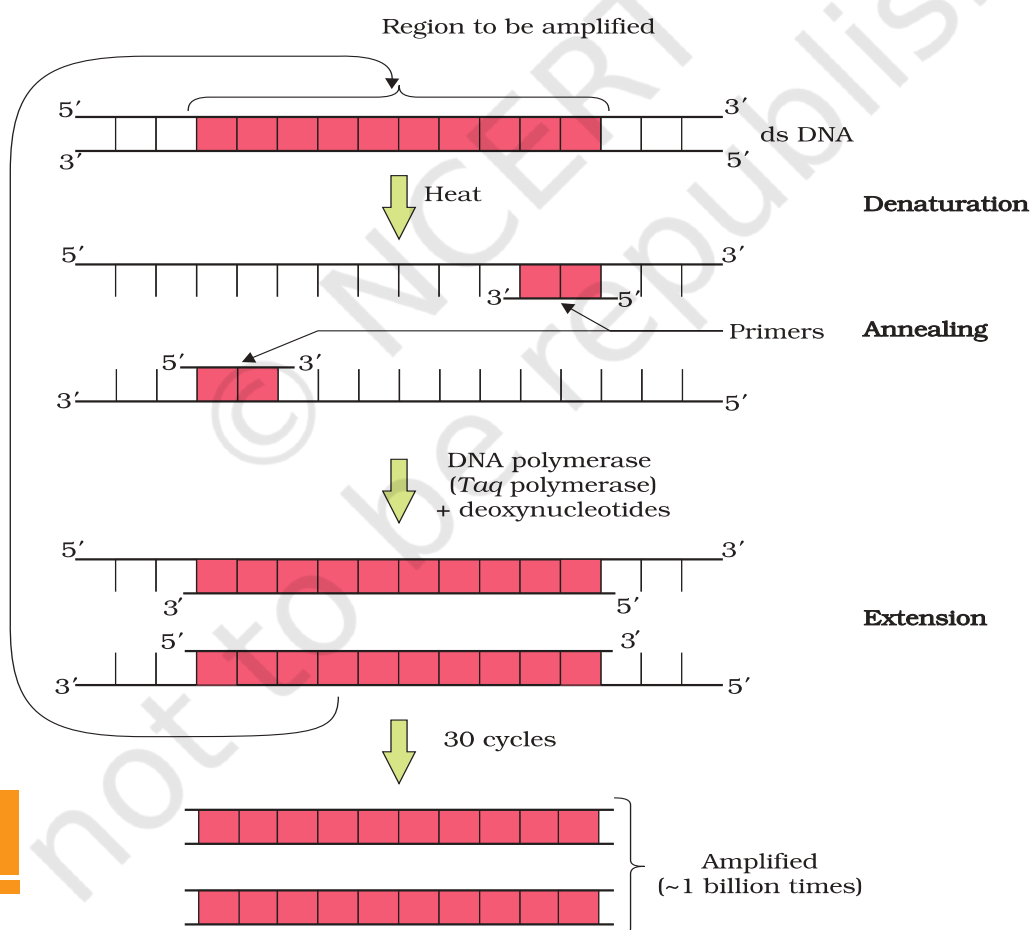 Region to be amplified
5′ 3′
ds DNA
3′ 5′
Heat
Denaturation
5′ 3′
3′ 5′
Primers Annealing
5′ 3′
3′ 5′
DNA polymerase
(Taq polymerase)
+ deoxynucleotides
5′ 3′
3′ 5′
Extension
5′ 3′
3′ 5′
30 cycles
Amplified
(~1 billion times)
© NCERT
not to be republis